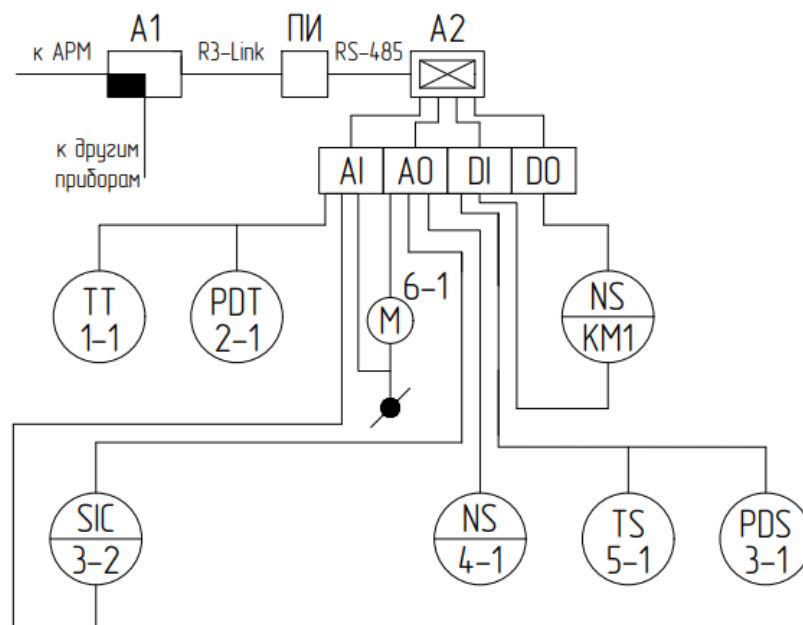 A1
ПИ
A2
к АРМ
R3-Link
RS-485
к другим
приборам
AI
AO
DI
DO
6-1
TT
1-1
PDT
2-1
M
NS
KM1
SIC
3-2
NS
4-1
TS
5-1
PDS
3-1